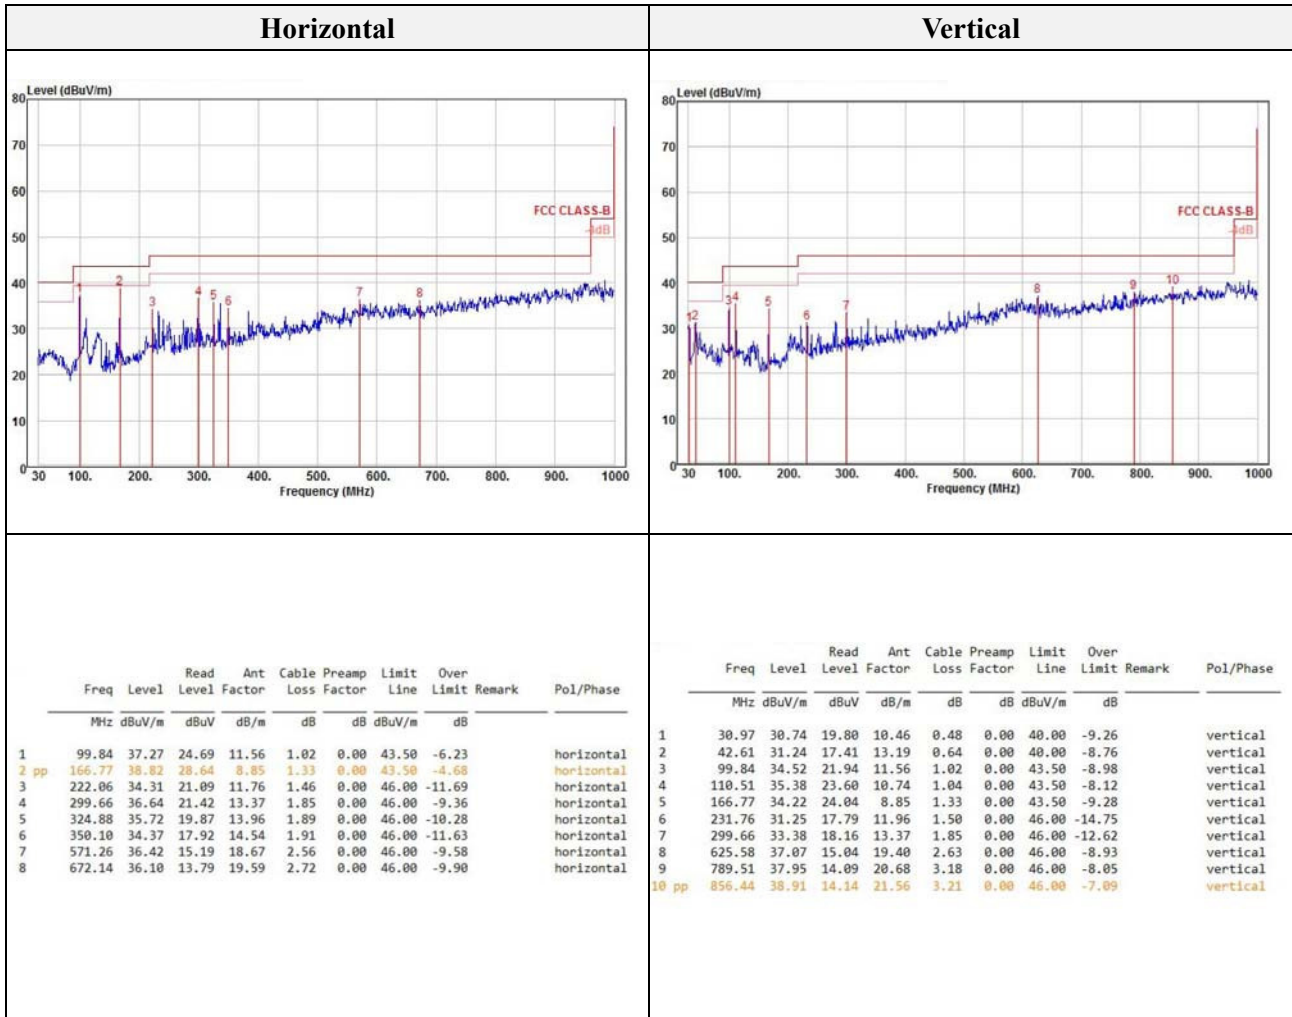 Horizontal
Vertical
Level (dBuV/m)
80
70
60
50
40
30
20
10
0
FCC CLASS-B
-4dB
1 2 3 4 5 6 7 8
30 100. 200. 300. 400. 500. 600. 700. 800. 900. 1000
Frequency (MHz)
Level (dBuV/m)
80
70
60
50
40
30
20
10
0
FCC CLASS-B
-4dB
1 2 3 4 5 6 7 8 9 10
30 100. 200. 300. 400. 500. 600. 700. 800. 900. 1000
Frequency (MHz)
Read Ant Cable Preamp Limit Over
Freq Level Level Factor Loss Factor Line Limit Remark Pol/Phase
MHz dBuV/m dBuV dB/m dB dB dBuV/m dB
1 99.84 37.27 24.69 11.56 1.02 0.00 43.50 -6.23 horizontal
2 pp 166.77 38.82 28.64 8.85 1.33 0.00 43.50 -4.68 horizontal
3 222.06 34.31 21.09 11.76 1.46 0.00 46.00 -11.69 horizontal
4 299.66 36.64 21.42 13.37 1.85 0.00 46.00 -9.36 horizontal
5 324.88 35.72 19.87 13.96 1.89 0.00 46.00 -10.28 horizontal
6 350.10 34.37 17.92 14.54 1.91 0.00 46.00 -11.63 horizontal
7 571.26 36.42 15.19 18.67 2.56 0.00 46.00 -9.58 horizontal
8 672.14 36.10 13.79 19.59 2.72 0.00 46.00 -9.90 horizontal
Read Ant Cable Preamp Limit Over
Freq Level Level Factor Loss Factor Line Limit Remark Pol/Phase
MHz dBuV/m dBuV dB/m dB dB dBuV/m dB
1 30.97 30.74 19.80 10.46 0.48 0.00 40.00 -9.26 vertical
2 42.61 31.24 17.41 13.19 0.64 0.00 40.00 -8.76 vertical
3 99.84 34.52 21.94 11.56 1.02 0.00 43.50 -8.98 vertical
4 110.51 35.38 23.60 10.74 1.04 0.00 43.50 -8.12 vertical
5 166.77 34.22 24.04 8.85 1.33 0.00 43.50 -9.28 vertical
6 231.76 31.25 17.79 11.96 1.50 0.00 46.00 -14.75 vertical
7 299.66 33.38 18.16 13.37 1.85 0.00 46.00 -12.62 vertical
8 625.58 37.07 15.04 19.40 2.63 0.00 46.00 -8.93 vertical
9 789.51 37.95 14.09 20.68 3.18 0.00 46.00 -8.05 vertical
10 pp 856.44 38.91 14.14 21.56 3.21 0.00 46.00 -7.09 vertical